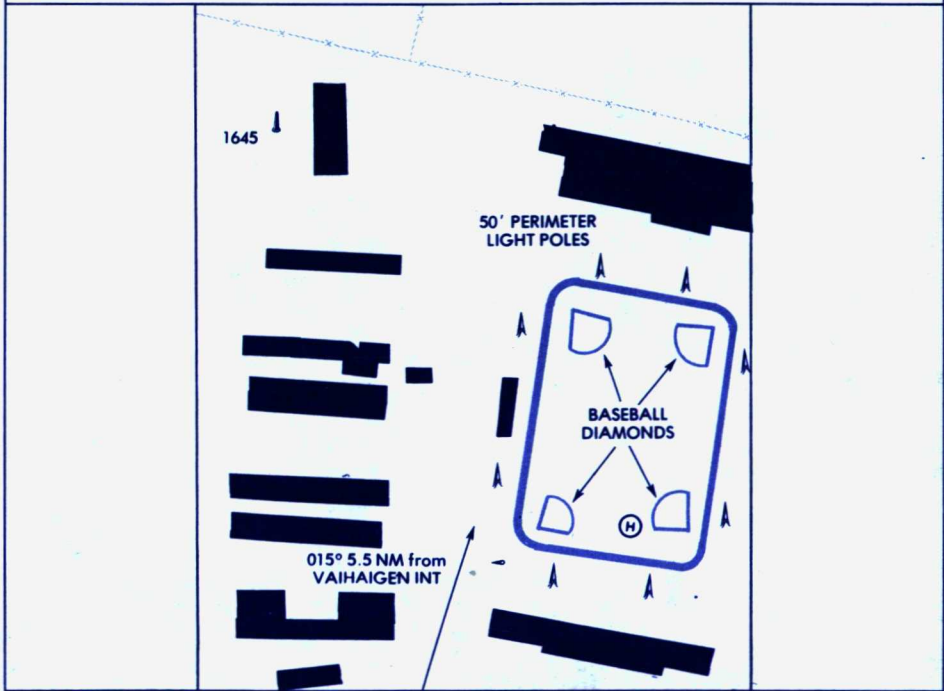 1645
50' PERIMETER
LIGHT POLES
BASEBALL
DIAMONDS
H
015° 5.5 NM from
VAIHAIGEN INT